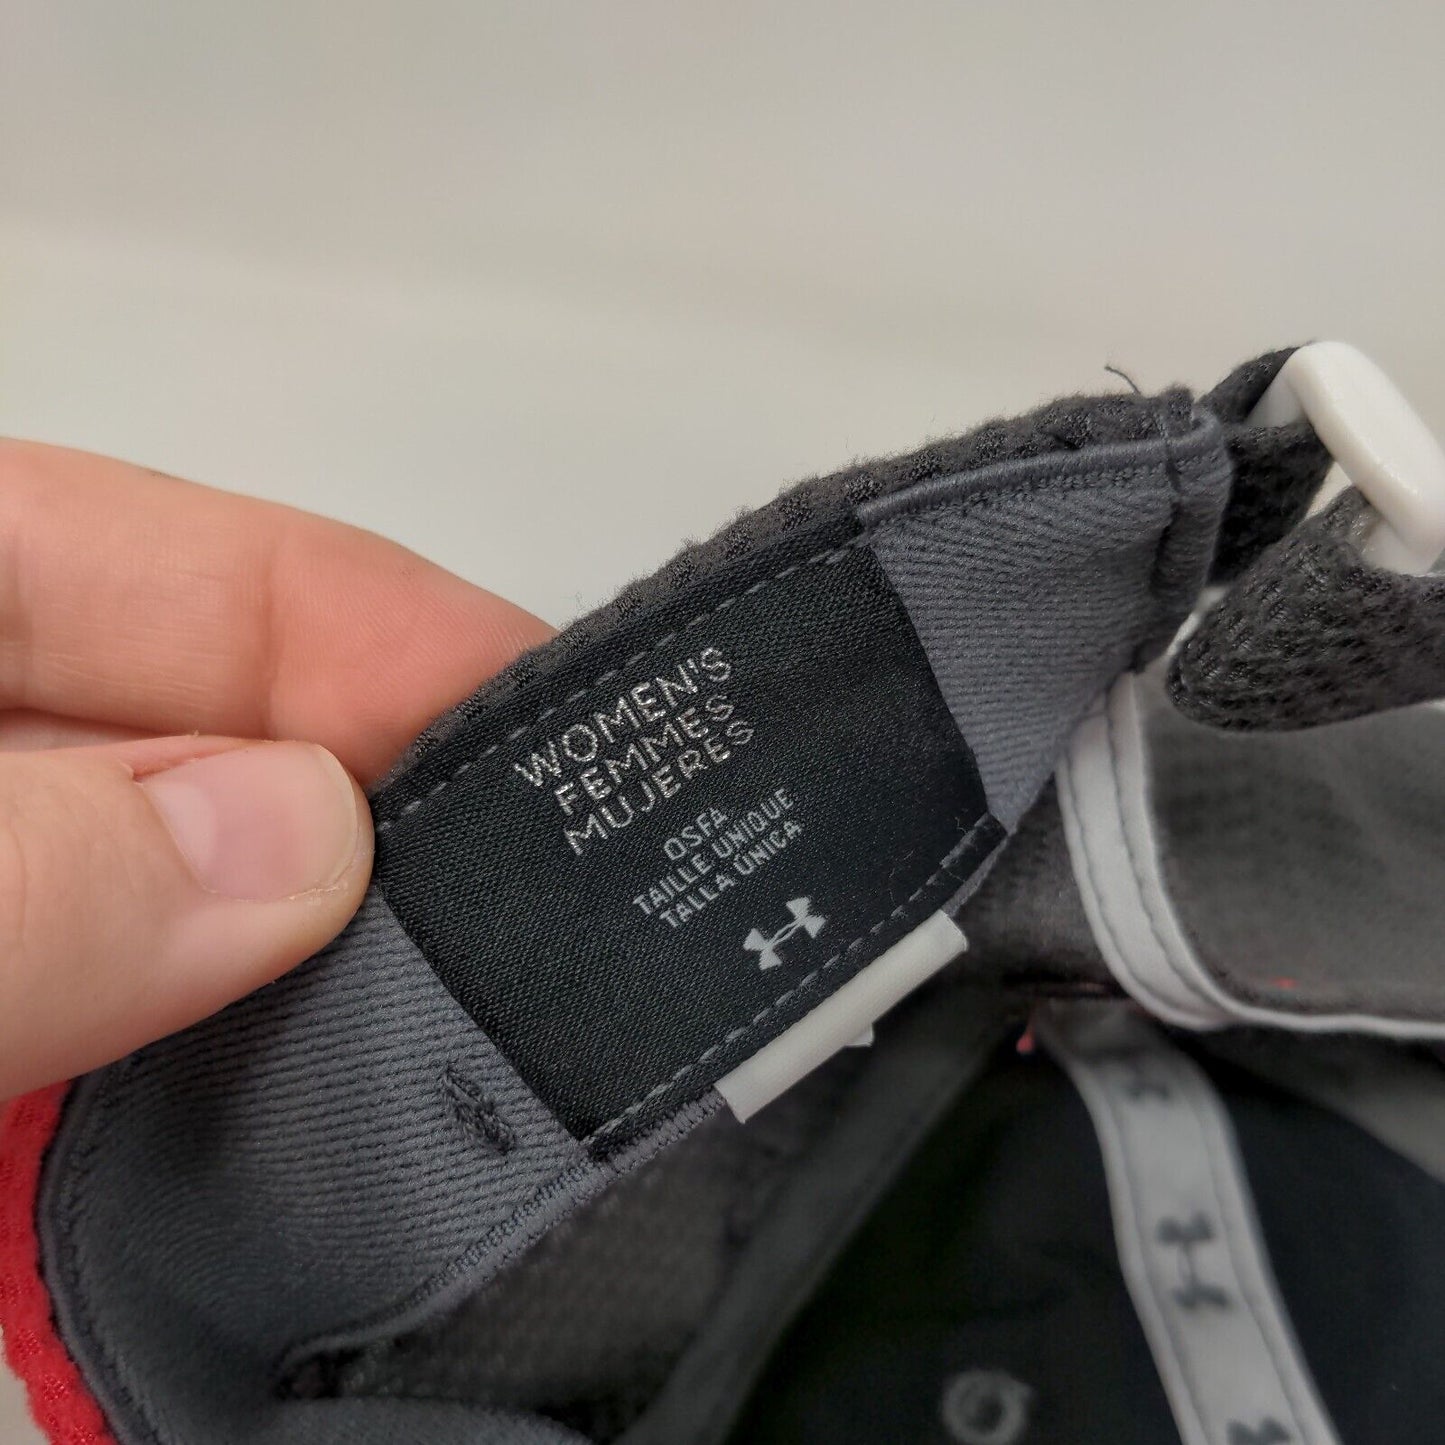 WOMEN'S
FEMMES
MUJERES
OSFA
TAILLE UNIQUE
TALLA ÚNICA